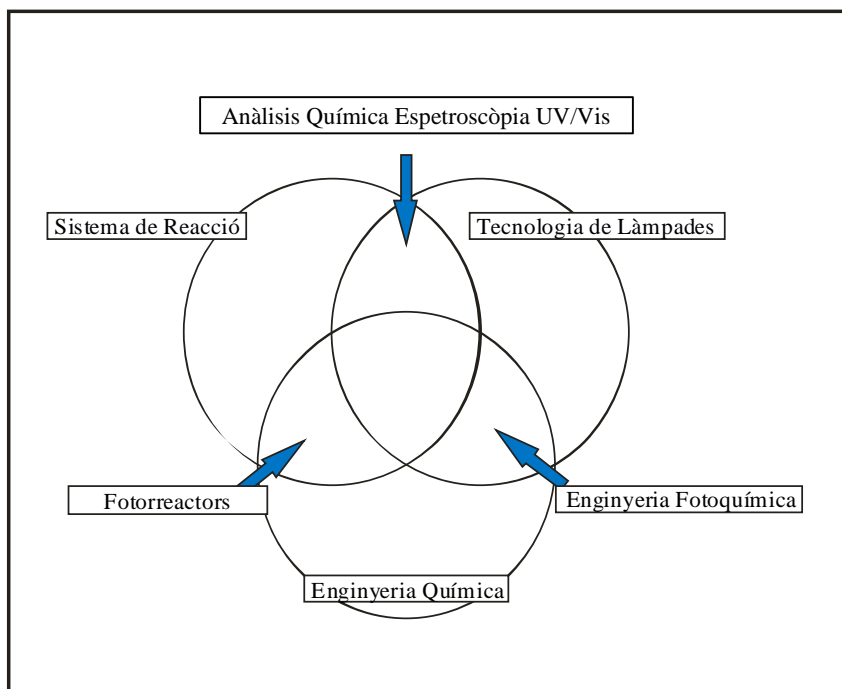 Anàlisis Química Espetroscòpia UV/Vis
Sistema de Reacció
Tecnologia de Làmpades
Fotorreactors
Enginyeria Fotoquímica
Enginyeria Química